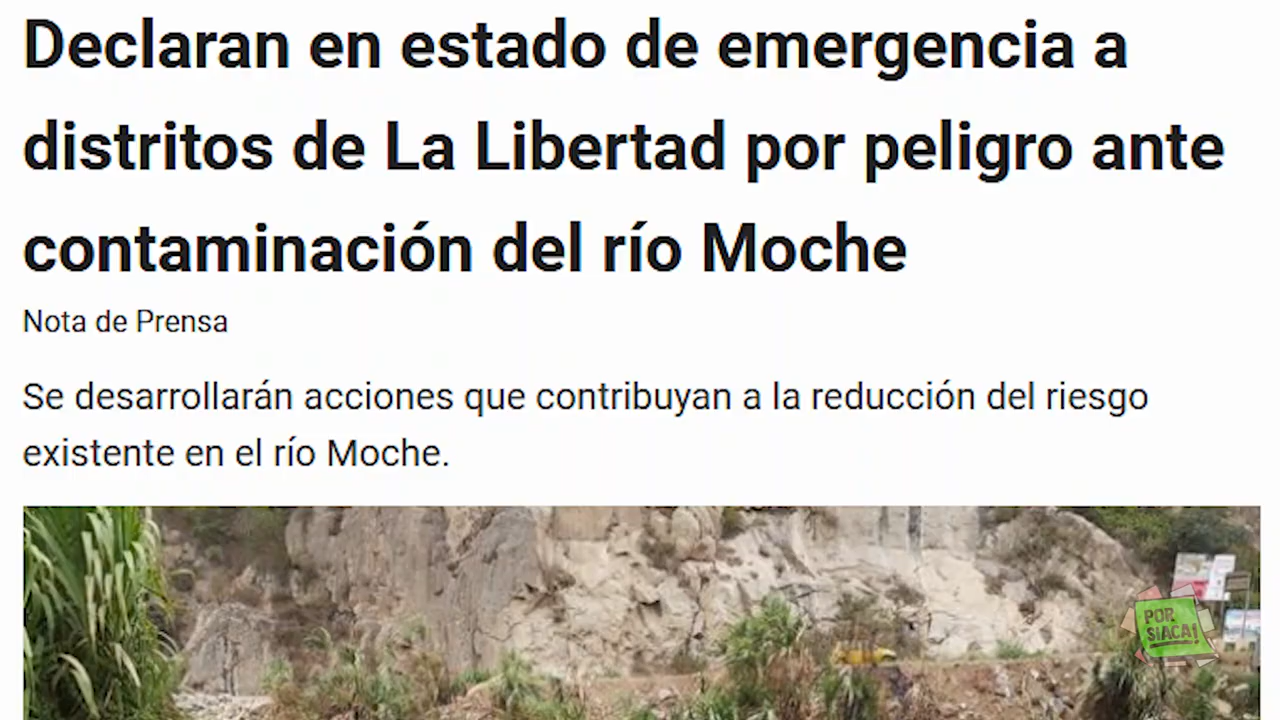 Declaran en estado de emergencia a
distritos de La Libertad por peligro ante
contaminación del río Moche
Nota de Prensa
Se desarrollarán acciones que contribuyan a la reducción del riesgo
existente en el río Moche.
POR
SIACA!